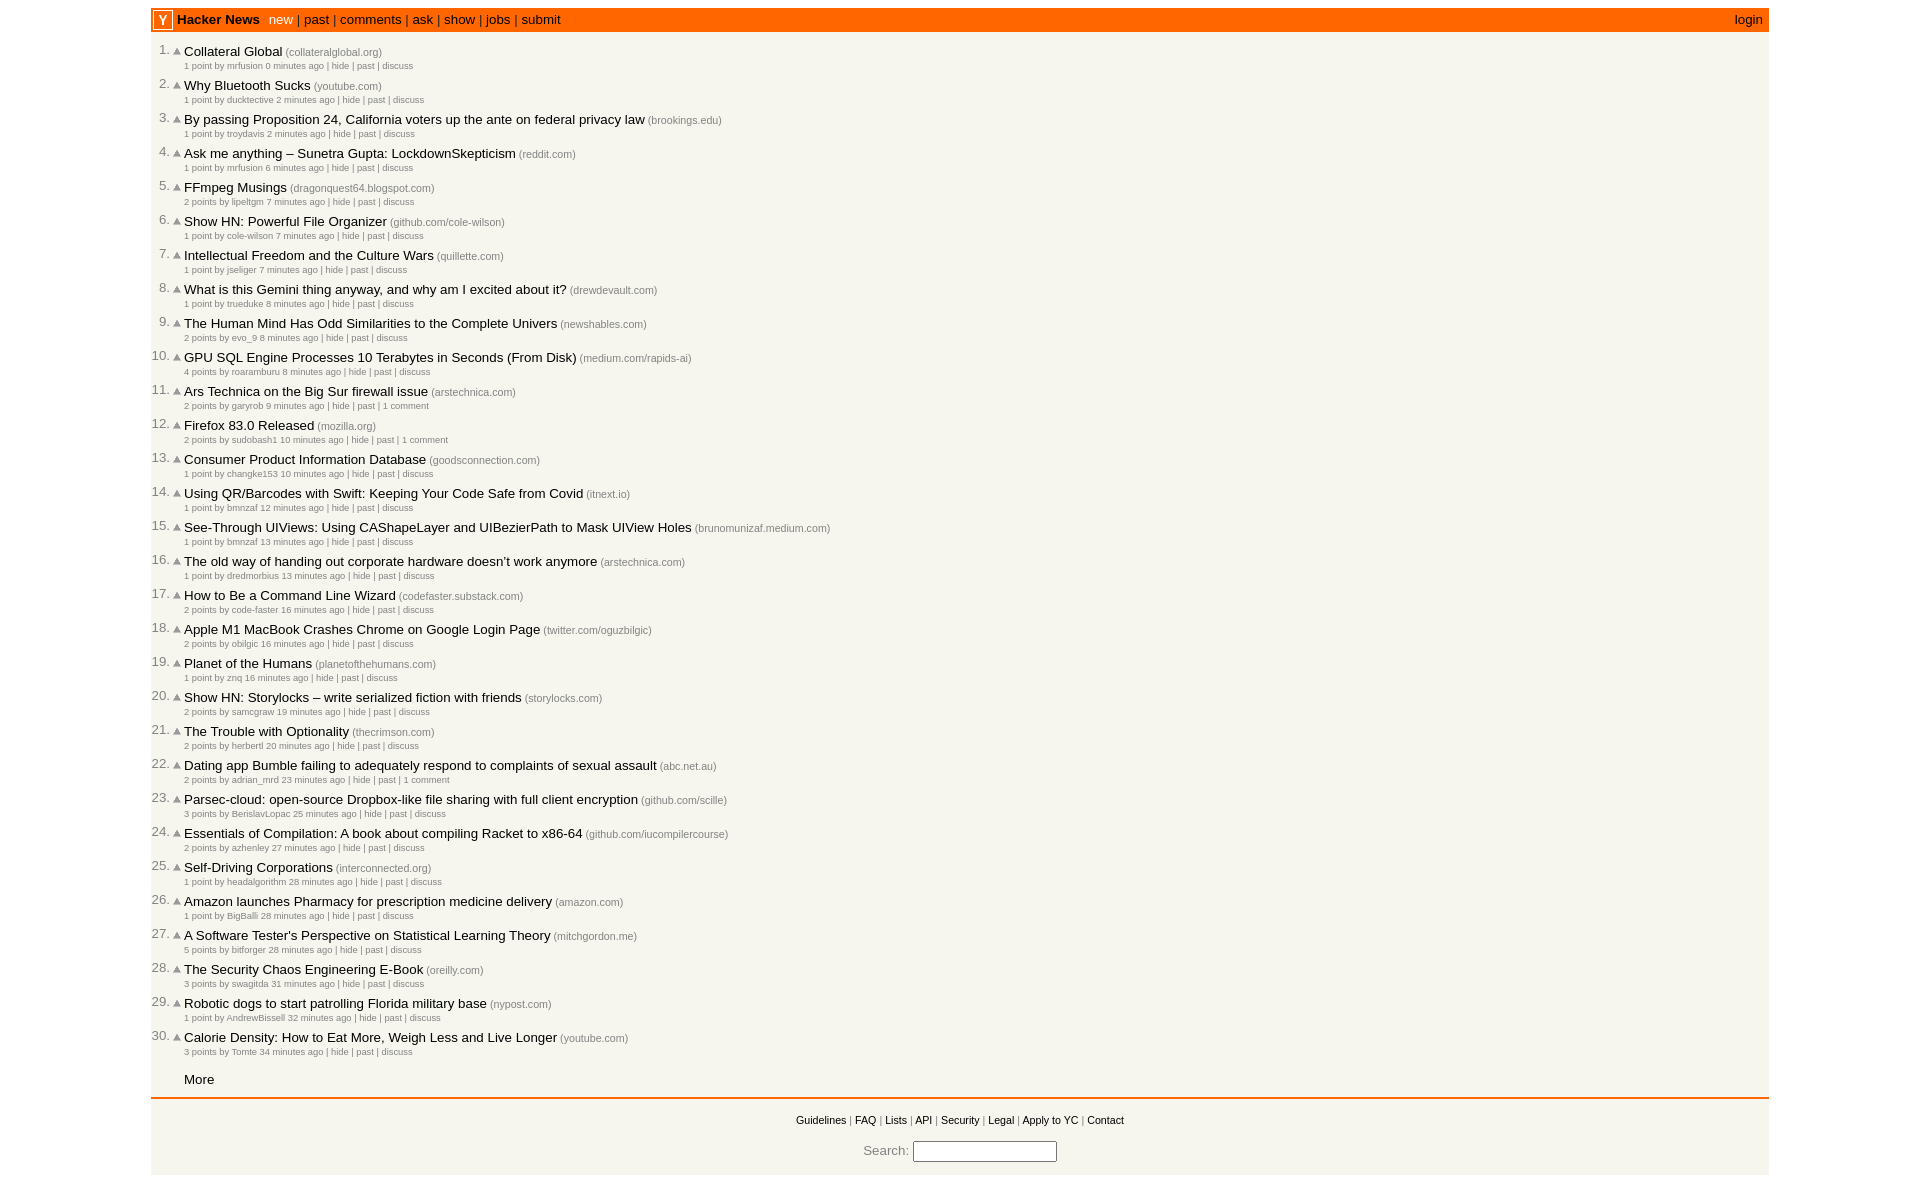 Y Hacker News new | past | comments | ask | show | jobs | submit login
1. Collateral Global (collateralglobal.org)
1 point by mrfusion 0 minutes ago | hide | past | discuss
2. Why Bluetooth Sucks (youtube.com)
1 point by ducktective 2 minutes ago | hide | past | discuss
3. By passing Proposition 24, California voters up the ante on federal privacy law (brookings.edu)
1 point by troydavis 2 minutes ago | hide | past | discuss
4. Ask me anything – Sunetra Gupta: LockdownSkepticism (reddit.com)
1 point by mrfusion 6 minutes ago | hide | past | discuss
5. FFmpeg Musings (dragonquest64.blogspot.com)
2 points by lipeltgm 7 minutes ago | hide | past | discuss
6. Show HN: Powerful File Organizer (github.com/cole-wilson)
1 point by cole-wilson 7 minutes ago | hide | past | discuss
7. Intellectual Freedom and the Culture Wars (quillette.com)
1 point by jseliger 7 minutes ago | hide | past | discuss
8. What is this Gemini thing anyway, and why am I excited about it? (drewdevault.com)
1 point by trueduke 8 minutes ago | hide | past | discuss
9. The Human Mind Has Odd Similarities to the Complete Univers (newshables.com)
2 points by evo_9 8 minutes ago | hide | past | discuss
10. GPU SQL Engine Processes 10 Terabytes in Seconds (From Disk) (medium.com/rapids-ai)
4 points by roaramburu 8 minutes ago | hide | past | discuss
11. Ars Technica on the Big Sur firewall issue (arstechnica.com)
2 points by garyrob 9 minutes ago | hide | past | 1 comment
12. Firefox 83.0 Released (mozilla.org)
2 points by sudobash1 10 minutes ago | hide | past | 1 comment
13. Consumer Product Information Database (goodsconnection.com)
1 point by changke153 10 minutes ago | hide | past | discuss
14. Using QR/Barcodes with Swift: Keeping Your Code Safe from Covid (itnext.io)
1 point by bmnzaf 12 minutes ago | hide | past | discuss
15. See-Through UIViews: Using CAShapeLayer and UIBezierPath to Mask UIView Holes (brunomunizaf.medium.com)
1 point by bmnzaf 13 minutes ago | hide | past | discuss
16. The old way of handing out corporate hardware doesn’t work anymore (arstechnica.com)
1 point by dredmorbius 13 minutes ago | hide | past | discuss
17. How to Be a Command Line Wizard (codefaster.substack.com)
2 points by code-faster 16 minutes ago | hide | past | discuss
18. Apple M1 MacBook Crashes Chrome on Google Login Page (twitter.com/oguzbilgic)
2 points by obilgic 16 minutes ago | hide | past | discuss
19. Planet of the Humans (planetofthehumans.com)
1 point by znq 16 minutes ago | hide | past | discuss
20. Show HN: Storylocks – write serialized fiction with friends (storylocks.com)
2 points by samcgraw 19 minutes ago | hide | past | discuss
21. The Trouble with Optionality (thecrimson.com)
2 points by herbertl 20 minutes ago | hide | past | discuss
22. Dating app Bumble failing to adequately respond to complaints of sexual assault (abc.net.au)
2 points by adrian_mrd 23 minutes ago | hide | past | 1 comment
23. Parsec-cloud: open-source Dropbox-like file sharing with full client encryption (github.com/scille)
3 points by BerislavLopac 25 minutes ago | hide | past | discuss
24. Essentials of Compilation: A book about compiling Racket to x86-64 (github.com/iucompilercourse)
2 points by azhenley 27 minutes ago | hide | past | discuss
25. Self-Driving Corporations (interconnected.org)
1 point by headalgorithm 28 minutes ago | hide | past | discuss
26. Amazon launches Pharmacy for prescription medicine delivery (amazon.com)
1 point by BigBalli 28 minutes ago | hide | past | discuss
27. A Software Tester's Perspective on Statistical Learning Theory (mitchgordon.me)
5 points by bitforger 28 minutes ago | hide | past | discuss
28. The Security Chaos Engineering E-Book (oreilly.com)
3 points by swagitda 31 minutes ago | hide | past | discuss
29. Robotic dogs to start patrolling Florida military base (nypost.com)
1 point by AndrewBissell 32 minutes ago | hide | past | discuss
30. Calorie Density: How to Eat More, Weigh Less and Live Longer (youtube.com)
3 points by Tomte 34 minutes ago | hide | past | discuss
More
Guidelines | FAQ | Lists | API | Security | Legal | Apply to YC | Contact
Search: